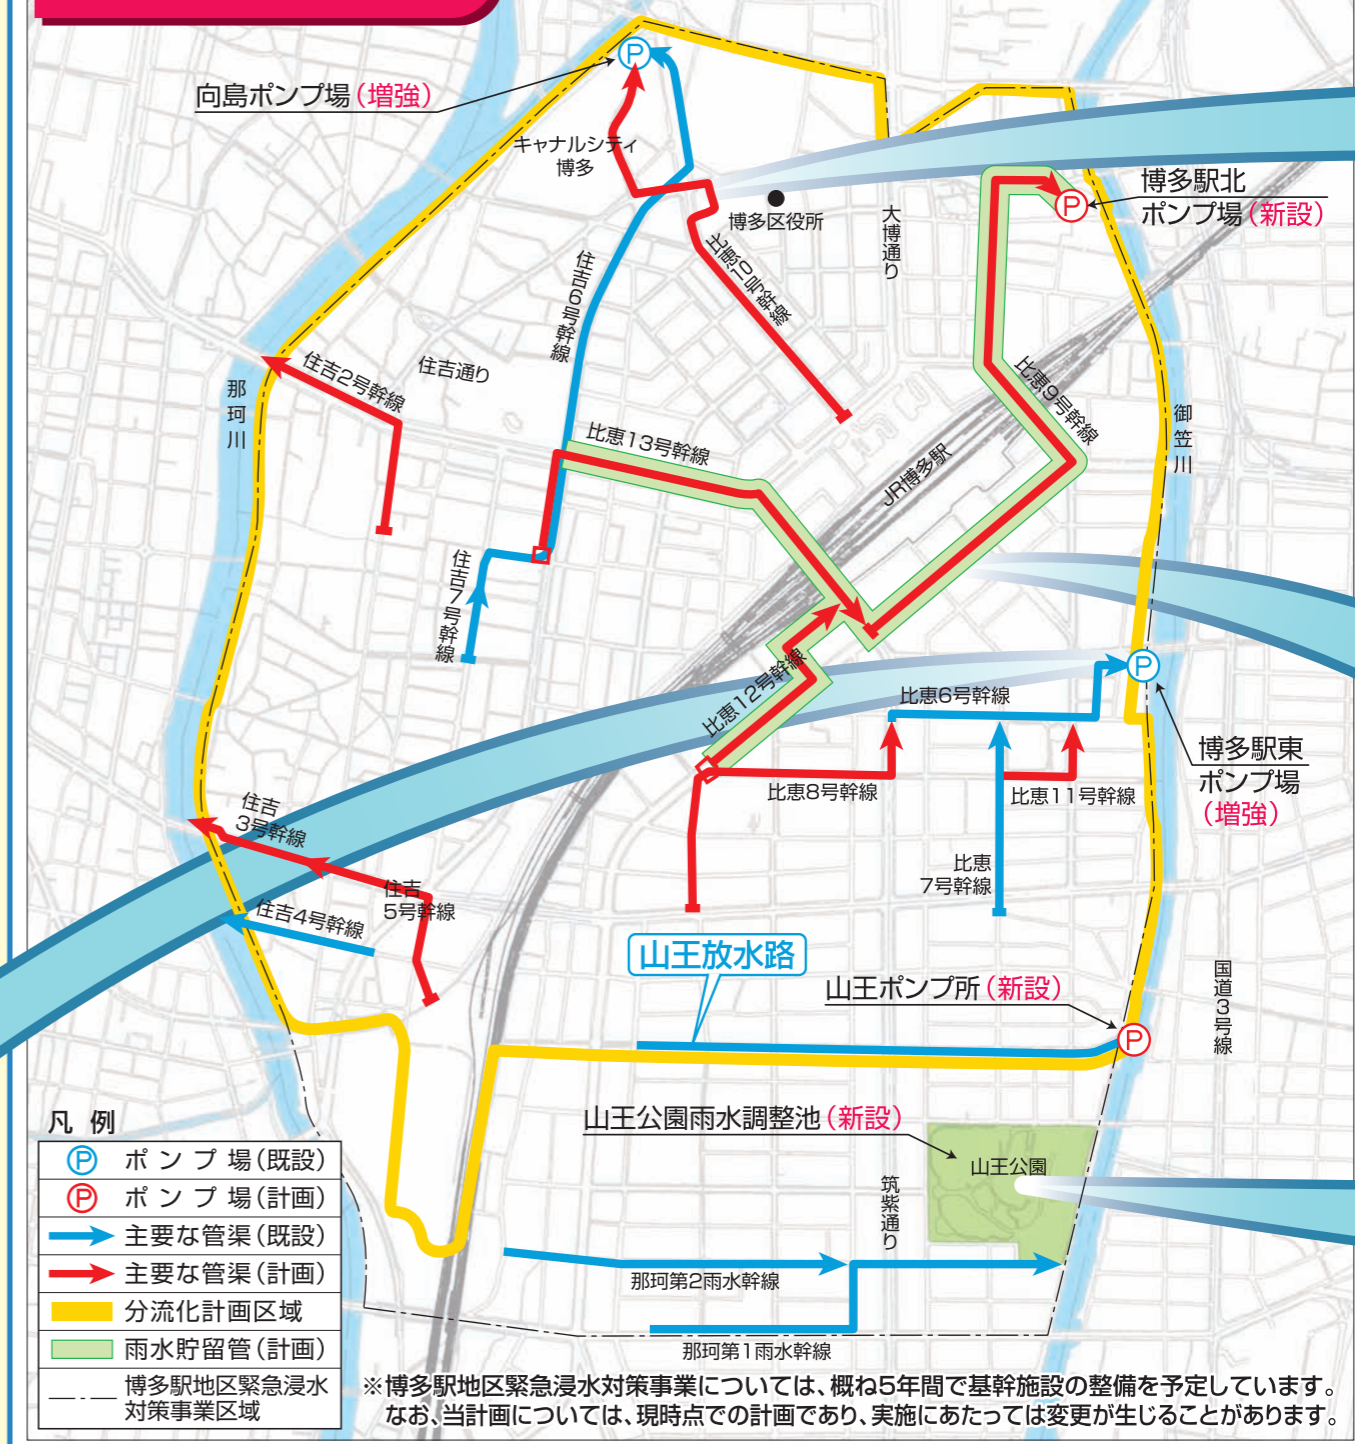 向島ポンプ場(増強)
P
キャナルシティ
博多
博多区役所
大博通り
博多駅北
ポンプ場(新設)
P
比恵10号幹線
住吉6号幹線
住吉2号幹線
住吉通り
那珂川
比恵13号幹線
比恵9号幹線
御笠川
JR博多駅
住吉7号幹線
比恵12号幹線
比恵6号幹線
P
博多駅東
ポンプ場
(増強)
比恵8号幹線
比恵11号幹線
住吉
3号幹線
比恵
7号幹線
住吉
5号幹線
住吉4号幹線
山王放水路
山王ポンプ所(新設)
P
国道3号線
山王公園雨水調整池(新設)
山王公園
筑紫通り
那珂第2雨水幹線
那珂第1雨水幹線
凡 例
P ポンプ場(既設)
P ポンプ場(計画)
主要な管渠(既設)
主要な管渠(計画)
分流化計画区域
雨水貯留管(計画)
博多駅地区緊急浸水
対策事業区域
※博多駅地区緊急浸水対策事業については、概ね5年間で基幹施設の整備を予定しています。
なお、当計画については、現時点での計画であり、実施にあたっては変更が生じることがあります。